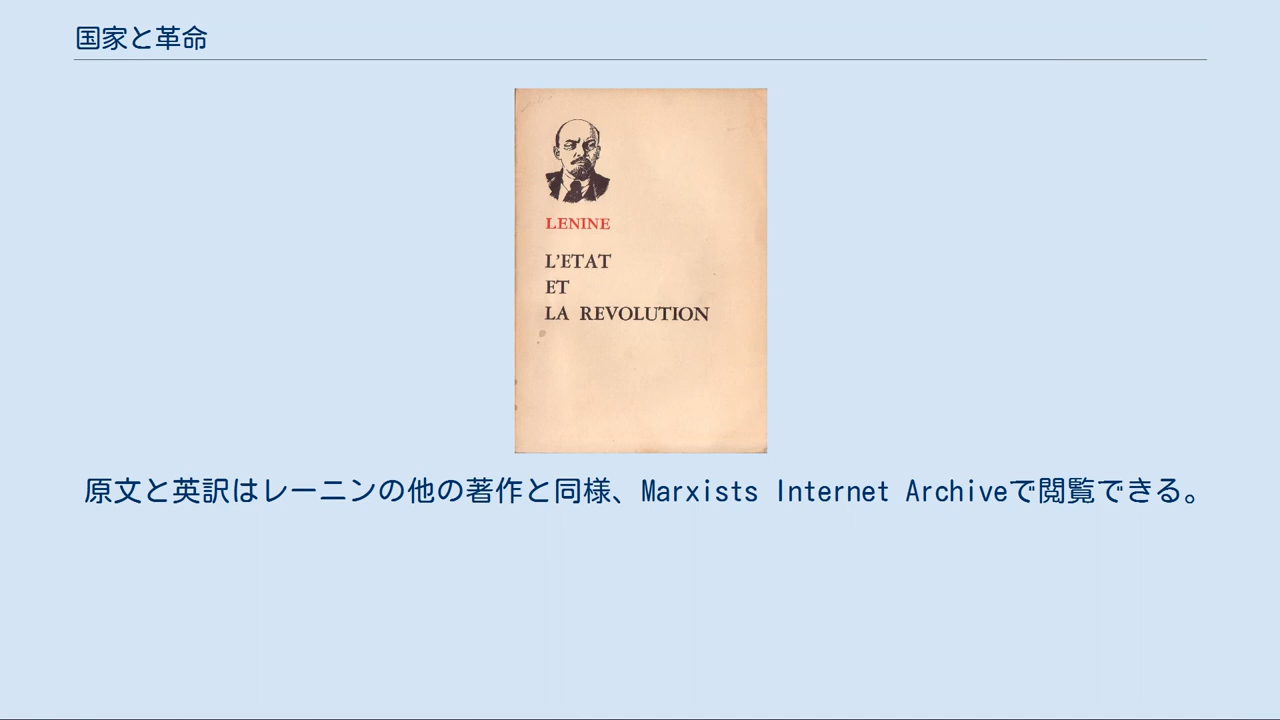 国家と革命
LENINE
L'ETAT
ET
LA REVOLUTION
原文と英訳はレーニンの他の著作と同様、Marxists Internet Archiveで閲覧できる。